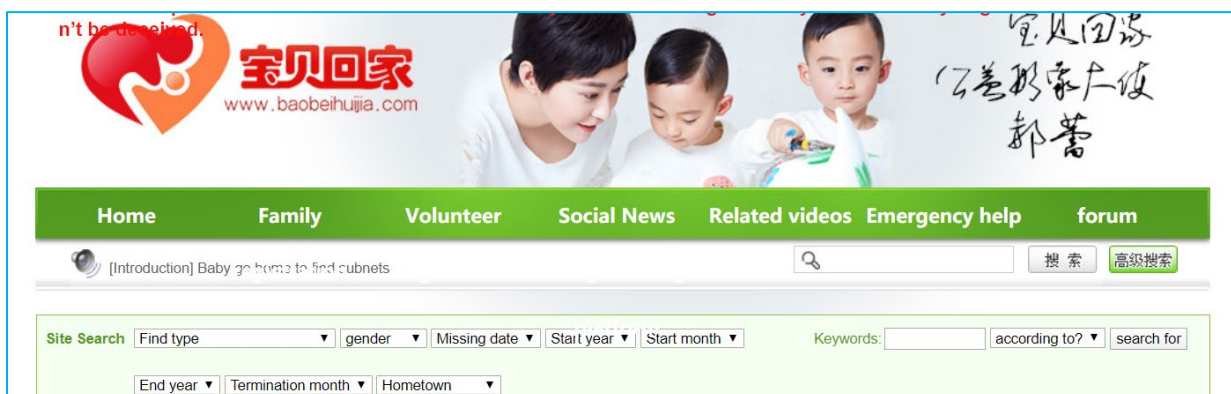 n't be deceived.
宝贝回家
www.baobeihuijia.com
宝贝回家
公益形象大使
郝蕾
Home Family Volunteer Social News Related videos Emergency help forum
[Introduction] Baby go home to find subnets
搜 索 高级搜索
Site Search Find type gender Missing date Start year Start month Keywords: according to? search for
End year Termination month Hometown